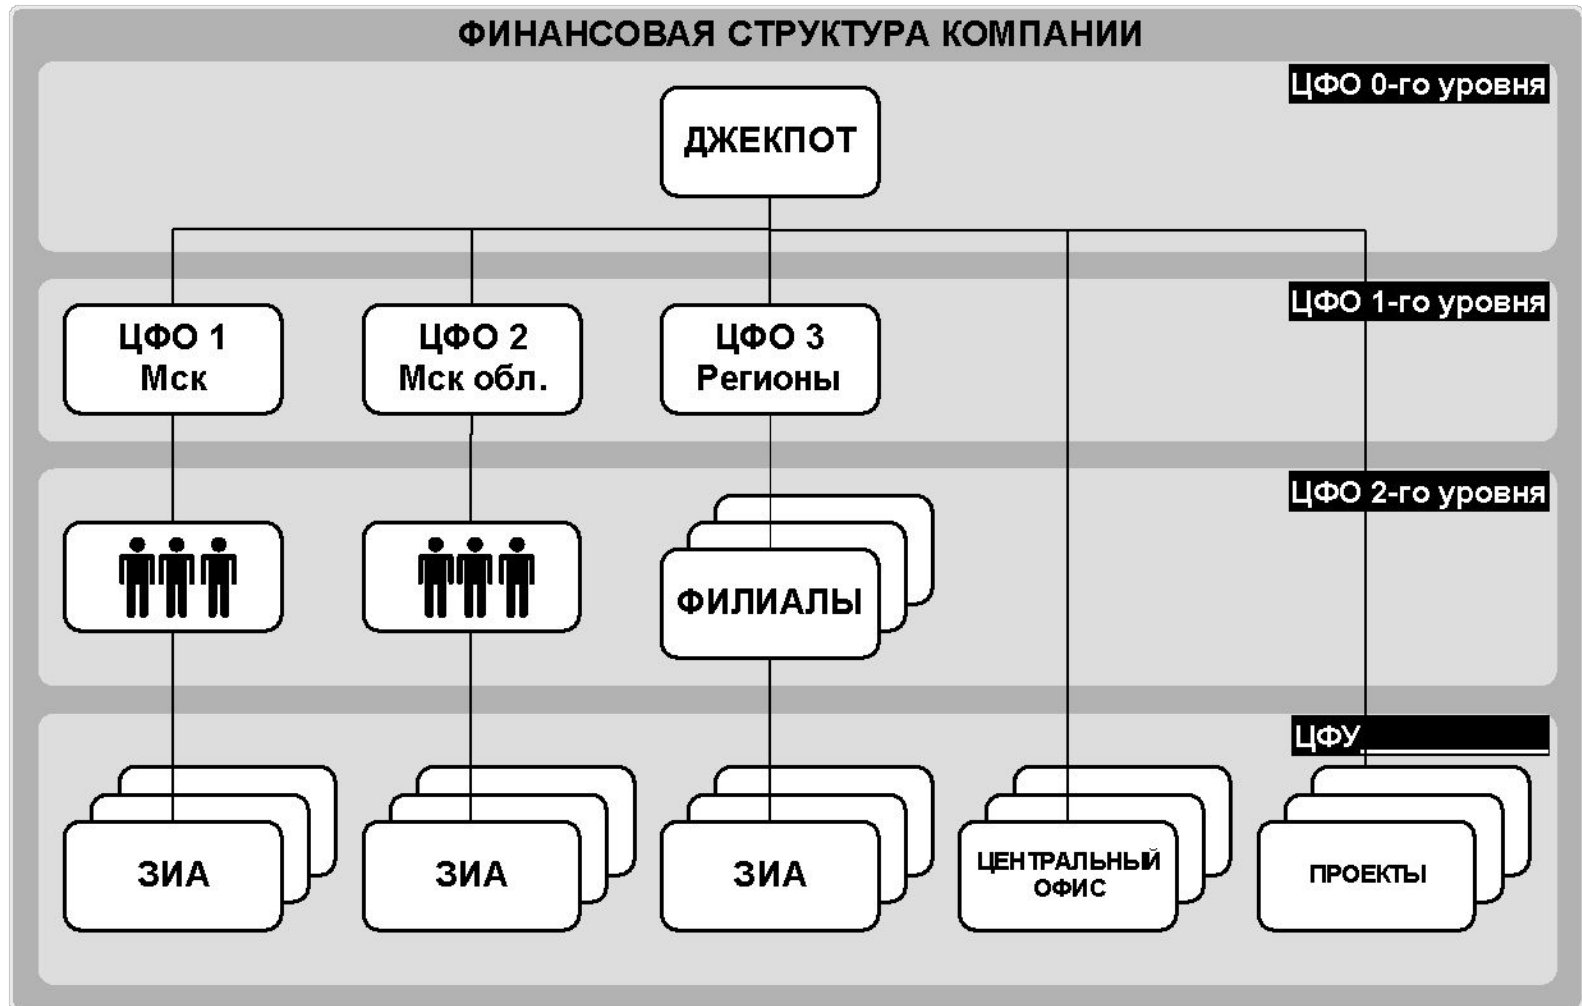 ФИНАНСОВАЯ СТРУКТУРА КОМПАНИИ
ЦФО 0-го уровня
ДЖЕКПОТ
ЦФО 1-го уровня
ЦФО 1
Мск
ЦФО 2
Мск обл.
ЦФО 3
Регионы
ЦФО 2-го уровня
ФИЛИАЛЫ
ЦФУ
ЗИА
ЗИА
ЗИА
ЦЕНТРАЛЬНЫЙ
ОФИС
ПРОЕКТЫ